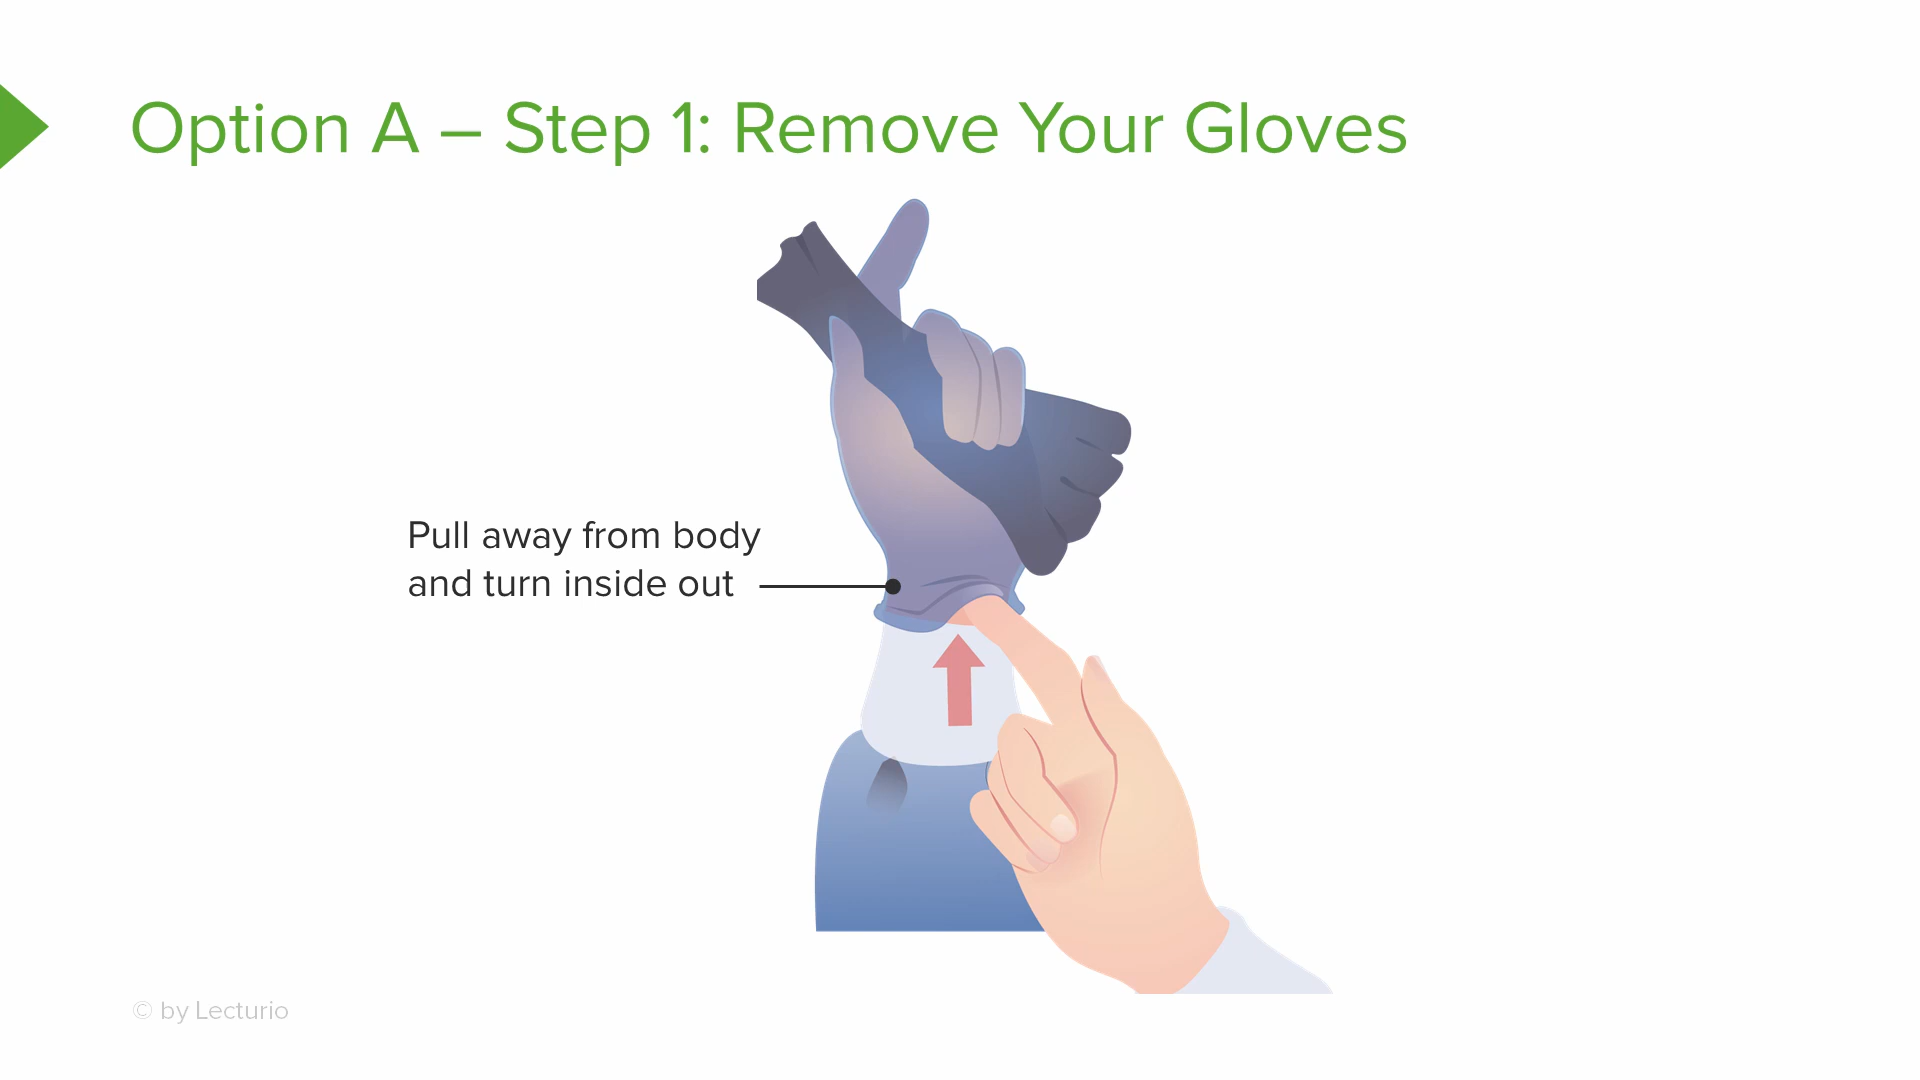 Option A – Step 1: Remove Your Gloves
Pull away from body
and turn inside out
© by Lecturio